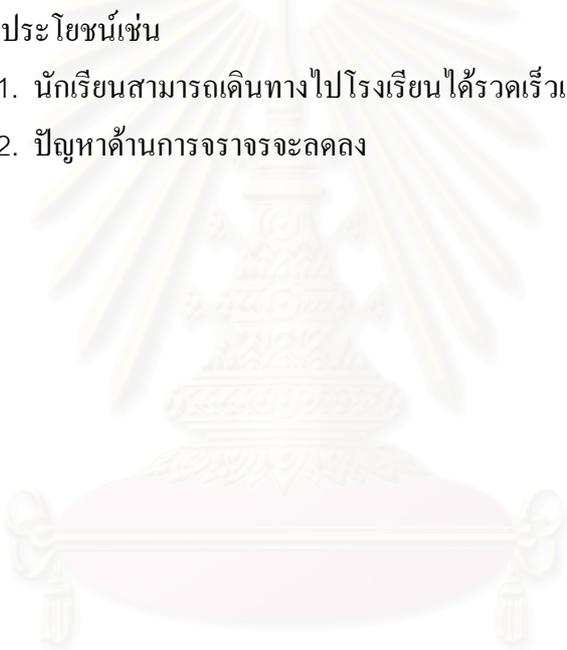 ประโยชน์เช่น
1. นักเรียนสามารถเดินทางไปโรงเรียนได้รวดเร็ว
2. ปัญหาด้านการจราจรจะลดลง